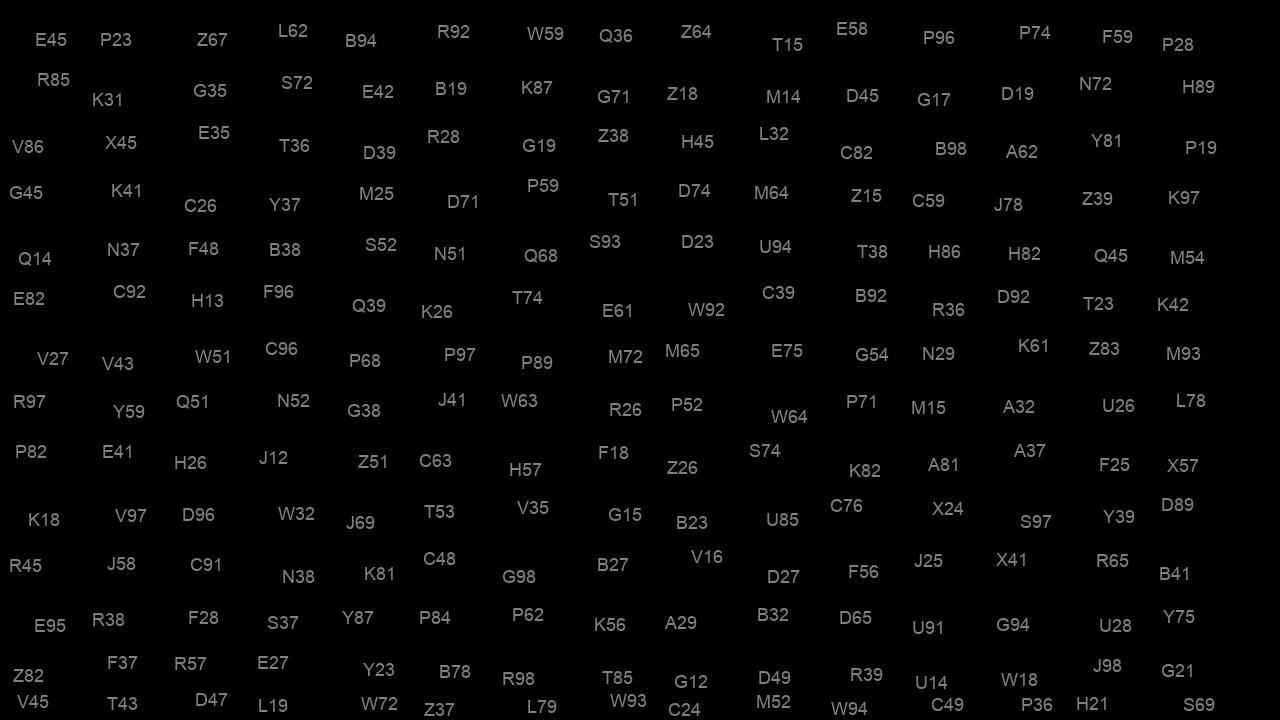 E45 P23 Z67 L62 B94 R92 W59 Q36 Z64 T15 E58 P96 P74 F59 P28
R85 K31 G35 S72 E42 B19 K87 G71 Z18 M14 D45 G17 D19 N72 H89
V86 X45 E35 T36 D39 R28 G19 Z38 H45 L32 C82 B98 A62 Y81 P19
G45 K41 C26 Y37 M25 D71 P59 T51 D74 M64 Z15 C59 J78 Z39 K97
Q14 N37 F48 B38 S52 N51 Q68 S93 D23 U94 T38 H86 H82 Q45 M54
E82 C92 H13 F96 Q39 K26 T74 E61 W92 C39 B92 R36 D92 T23 K42
V27 V43 W51 C96 P68 P97 P89 M72 M65 E75 G54 N29 K61 Z83 M93
R97 Y59 Q51 N52 G38 J41 W63 R26 P52 W64 P71 M15 A32 U26 L78
P82 E41 H26 J12 Z51 C63 H57 F18 Z26 S74 K82 A81 A37 F25 X57
K18 V97 D96 W32 J69 T53 V35 G15 B23 U85 C76 X24 S97 Y39 D89
R45 J58 C91 N38 K81 C48 G98 B27 V16 D27 F56 J25 X41 R65 B41
E95 R38 F28 S37 Y87 P84 P62 K56 A29 B32 D65 U91 G94 U28 Y75
Z82 F37 R57 E27 Y23 B78 R98 T85 G12 D49 R39 U14 W18 J98 G21
V45 T43 D47 L19 W72 Z37 L79 W93 C24 M52 W94 C49 P36 H21 S69